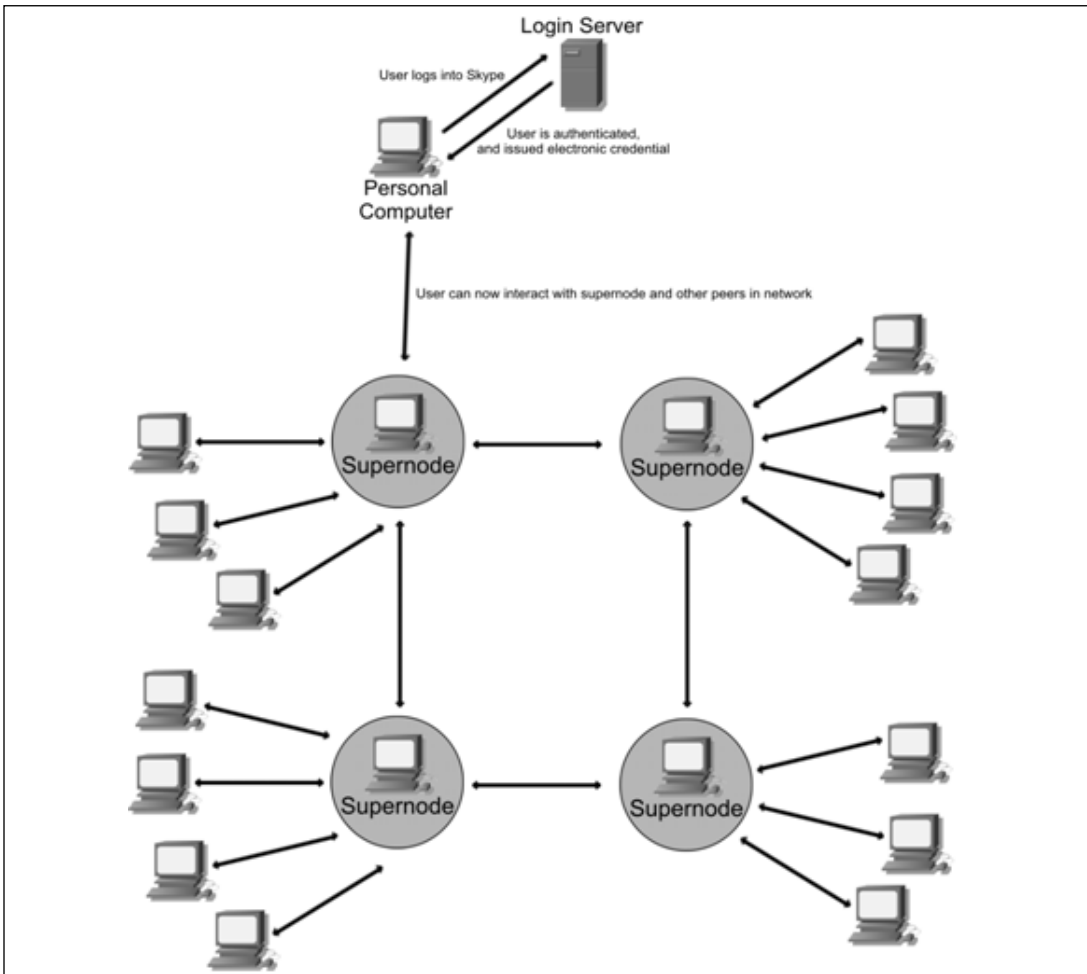 Login Server
User logs into Skype
User is authenticated,
and issued electronic credential
Personal
Computer
User can now interact with supernode and other peers in network
Supernode
Supernode
Supernode
Supernode